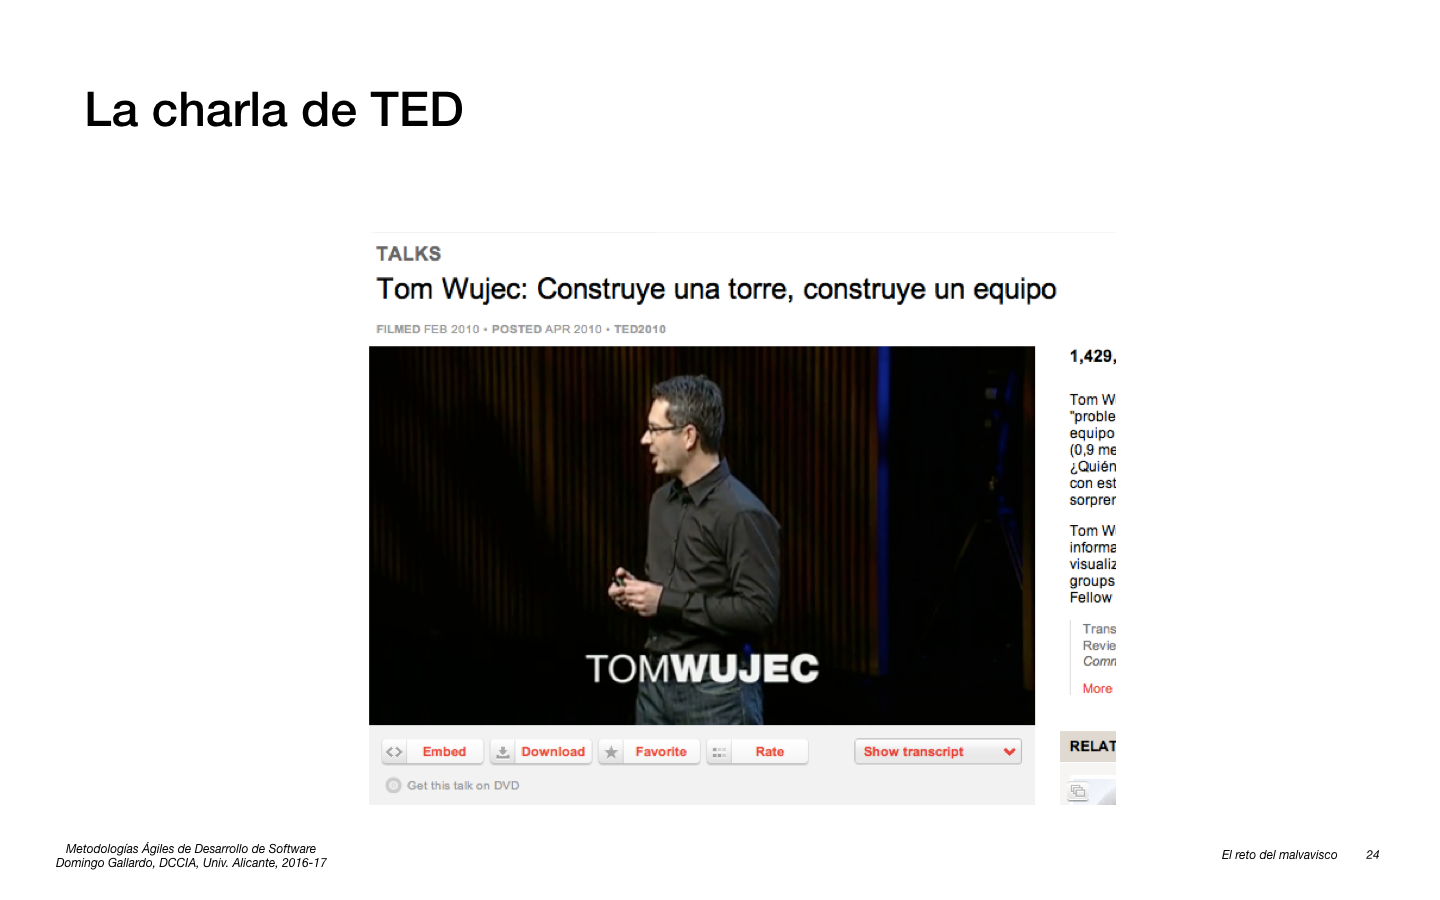 La charla de TED
TALKS
Tom Wujec: Construye una torre, construye un equipo
FILMED FEB 2010 • POSTED APR 2010 • TED2010
TOMWUJEC
Embed
Download
Favorite
Rate
Show transcript
Get this talk on DVD
1,429,
Tom
"proble
equipo
(0,9 me
¿Quién
con est
sorprer
Tom
informa
visualiz
groups
Fellow
Trans
Revie
Comm
More
RELAT
Metodologías Ágiles de Desarrollo de Software
Domingo Gallardo, DCCIA, Univ. Alicante, 2016-17
El reto del malvavisco 24